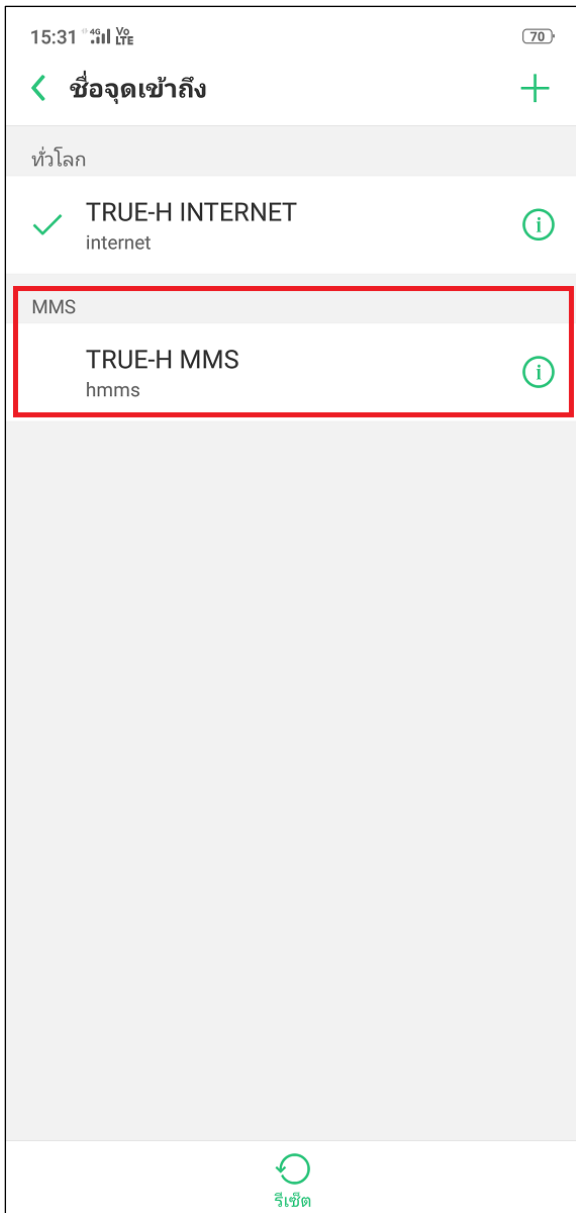 15:31 4G Vo LTE 70
ชื่อจุดเข้าถึง
ทั่วโลก
TRUE-H INTERNET
internet
MMS
TRUE-H MMS
hmms
รีเซ็ต